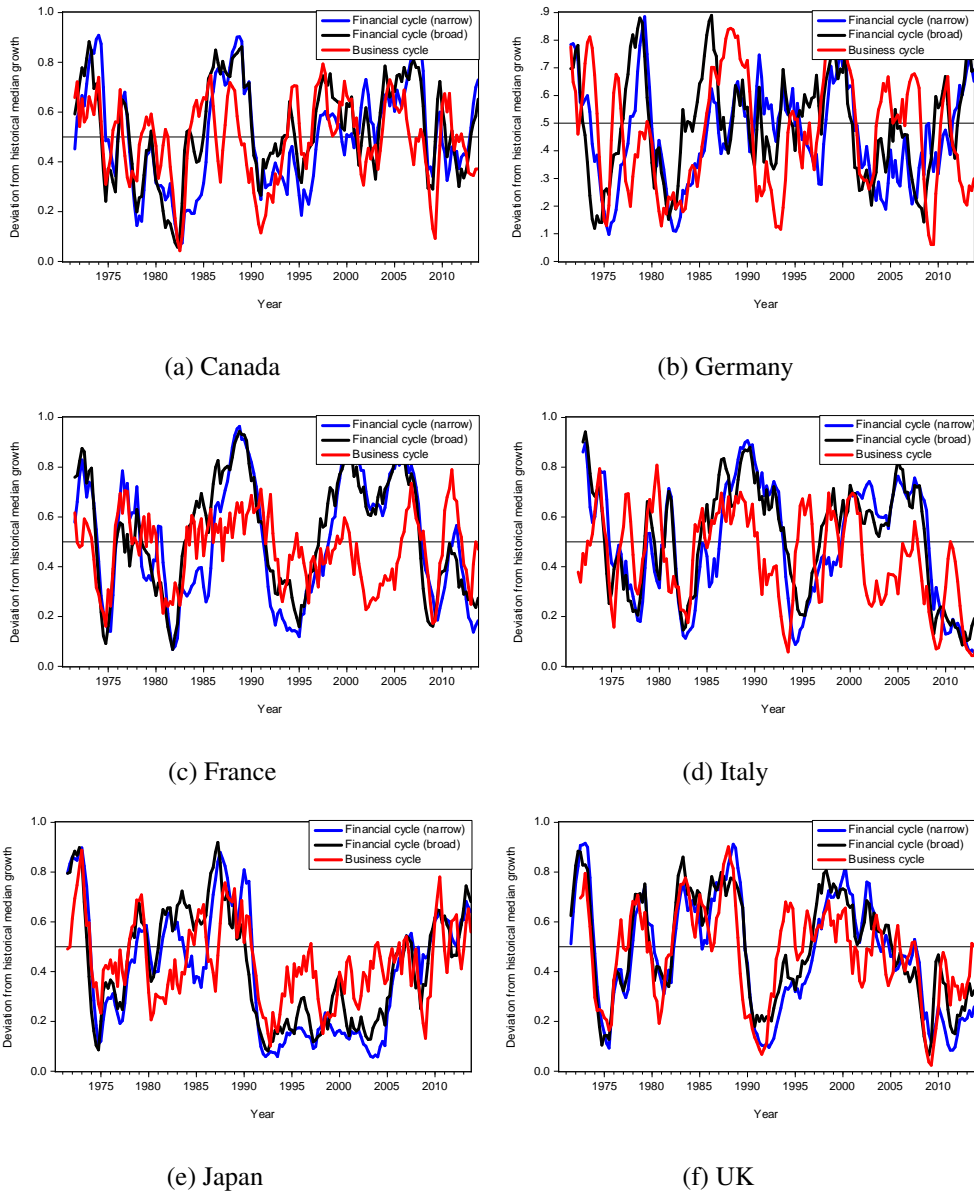 Financial cycle (narrow)
Financial cycle (broad)
Business cycle
Deviation from historical median growth
1.0
0.8
0.6
0.4
0.2
0.0
1975 1980 1985 1990 1995 2000 2005 2010
Year
(a) Canada
Financial cycle (narrow)
Financial cycle (broad)
Business cycle
Deviation from historical median growth
.9
.8
.7
.6
.5
.4
.3
.2
.1
.0
1975 1980 1985 1990 1995 2000 2005 2010
Year
(b) Germany
Financial cycle (narrow)
Financial cycle (broad)
Business cycle
Deviation from historical median growth
1.0
0.8
0.6
0.4
0.2
0.0
1975 1980 1985 1990 1995 2000 2005 2010
Year
(c) France
Financial cycle (narrow)
Financial cycle (broad)
Business cycle
Deviation from historical median growth
1.0
0.8
0.6
0.4
0.2
0.0
1975 1980 1985 1990 1995 2000 2005 2010
Year
(d) Italy
Financial cycle (narrow)
Financial cycle (broad)
Business cycle
Deviation from historical median growth
1.0
0.8
0.6
0.4
0.2
0.0
1975 1980 1985 1990 1995 2000 2005 2010
Year
(e) Japan
Financial cycle (narrow)
Financial cycle (broad)
Business cycle
Deviation from historical median growth
1.0
0.8
0.6
0.4
0.2
0.0
1975 1980 1985 1990 1995 2000 2005 2010
Year
(f) UK